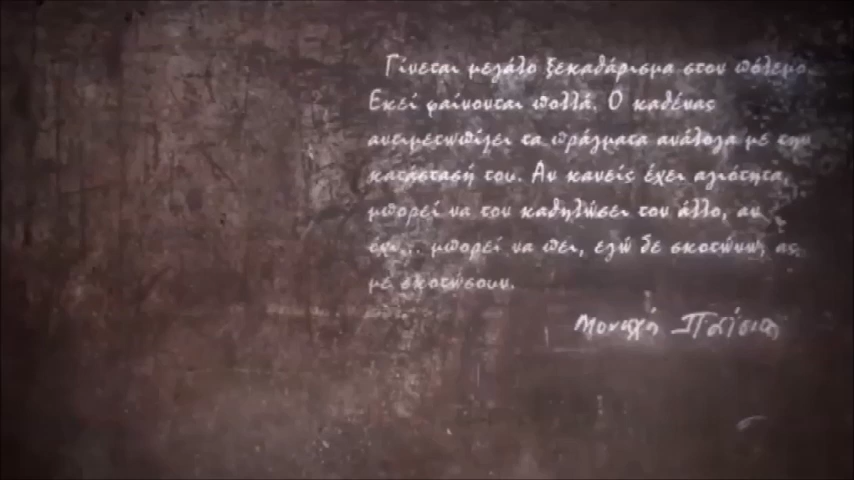 Γίνεται μεγάλο ξεκαθάρισμα στον πόλεμο.
Εκεί φαίνονται πολλά. Ο καθένας
αντιμετωπίζει τα πράγματα ανάλογα με την
κατάστασή του. Αν κανείς έχει αγιότητα,
μπορεί να τον καθηλώσει τον άλλο, αν
έχει... μπορεί να πει, εγώ δε σκοτώνω, ας
με σκοτώσουν.
Μοναχή Παΐσιος